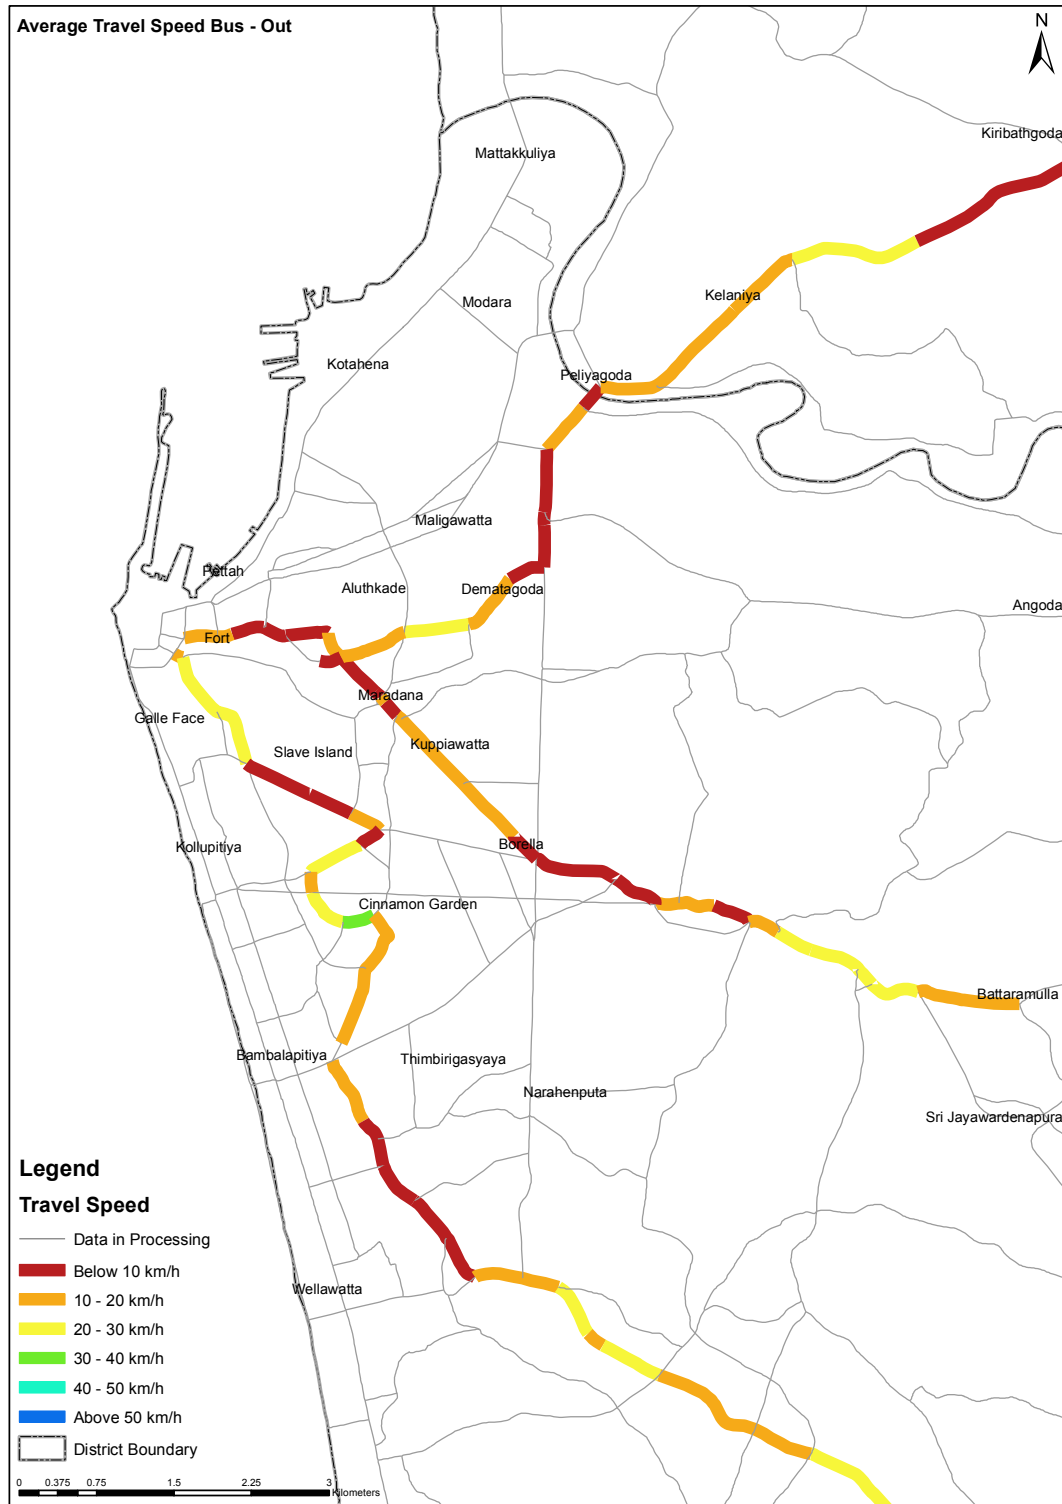 Average Travel Speed Bus - Out
N
Kiribathgoda
Mattakkuliya
Kelaniya
Modara
Kotahena
Peliyagoda
Maligawatta
Pettah
Aluthkade
Dematagoda
Angoda
Fort
Maradana
Galle Face
Kuppiawatta
Slave Island
Borella
Kollupitiya
Cinnamon Garden
Battaramulla
Bambalapitiya
Thimbirigasyaya
Narahenputa
Sri Jayawardenapura
Wellawatta
Legend
Travel Speed
Data in Processing
Below 10 km/h
10 - 20 km/h
20 - 30 km/h
30 - 40 km/h
40 - 50 km/h
Above 50 km/h
District Boundary
0 0.375 0.75 1.5 2.25 3
Kilometers